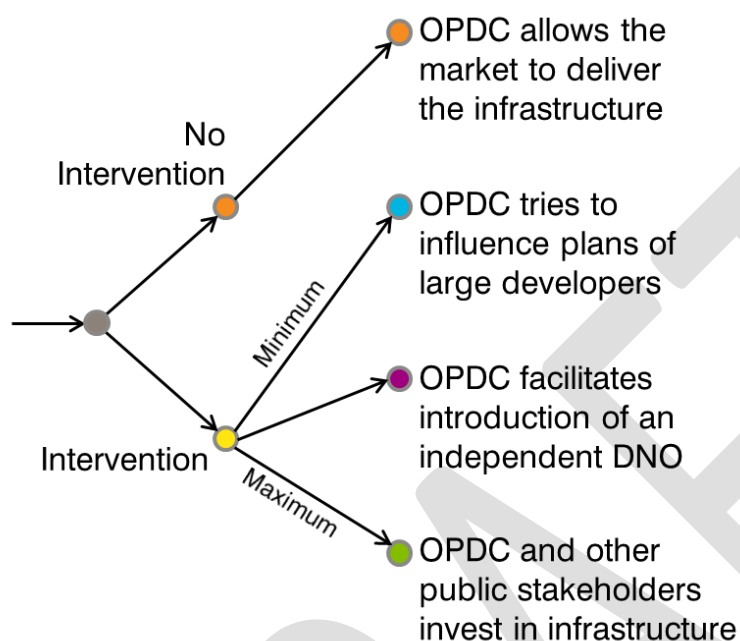 OPDC allows the
market to deliver
the infrastructure
No
Intervention
OPDC tries to
influence plans of
large developers
Minimum
OPDC facilitates
introduction of an
independent DNO
Intervention
Maximum
OPDC and other
public stakeholders
invest in infrastructure